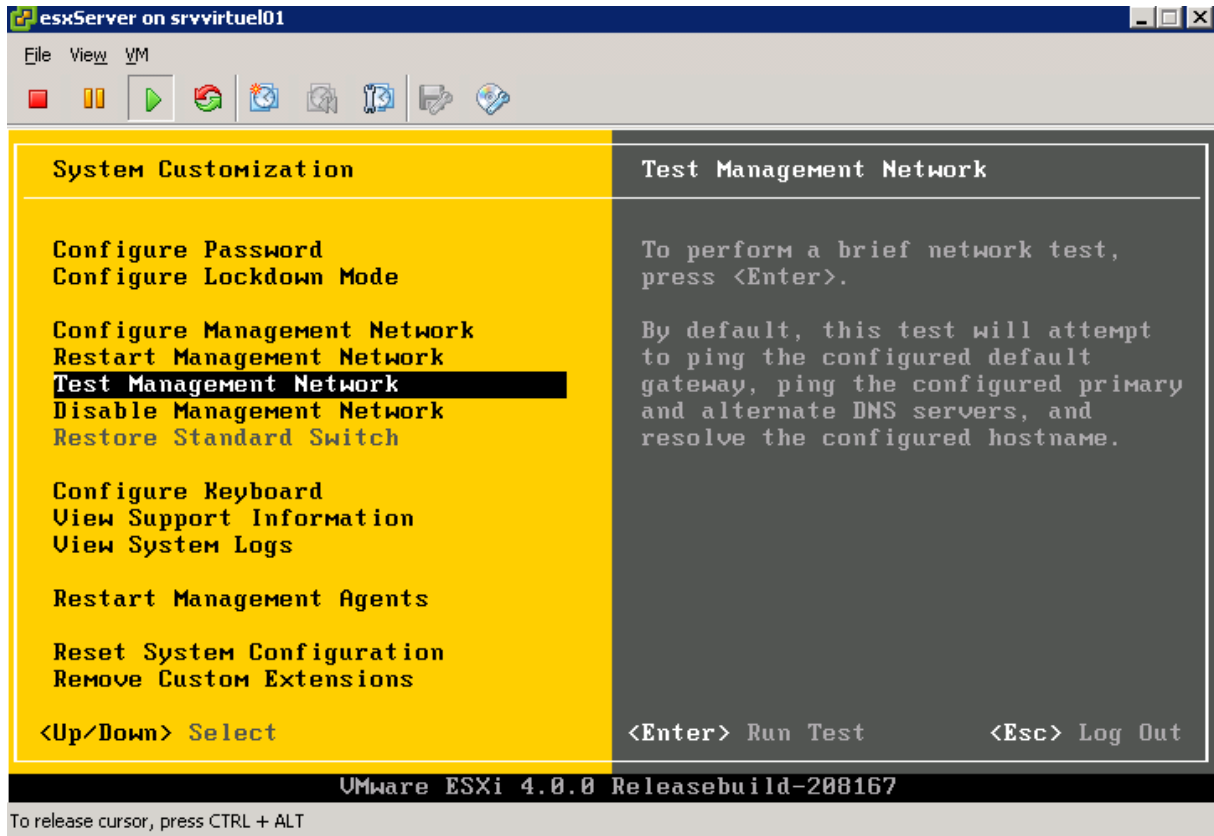 esxServer on srvvirtuel01
File View VM
System Customization
Configure Password
Configure Lockdown Mode
Configure Management Network
Restart Management Network
Test Management Network
Disable Management Network
Restore Standard Switch
Configure Keyboard
View Support Information
View System Logs
Restart Management Agents
Reset System Configuration
Remove Custom Extensions
<Up/Down> Select
Test Management Network
To perform a brief network test,
press <Enter>.
By default, this test will attempt
to ping the configured default
gateway, ping the configured primary
and alternate DNS servers, and
resolve the configured hostname.
<Enter> Run Test <Esc> Log Out
VMware ESXi 4.0.0 Releasebuild-208167
To release cursor, press CTRL + ALT